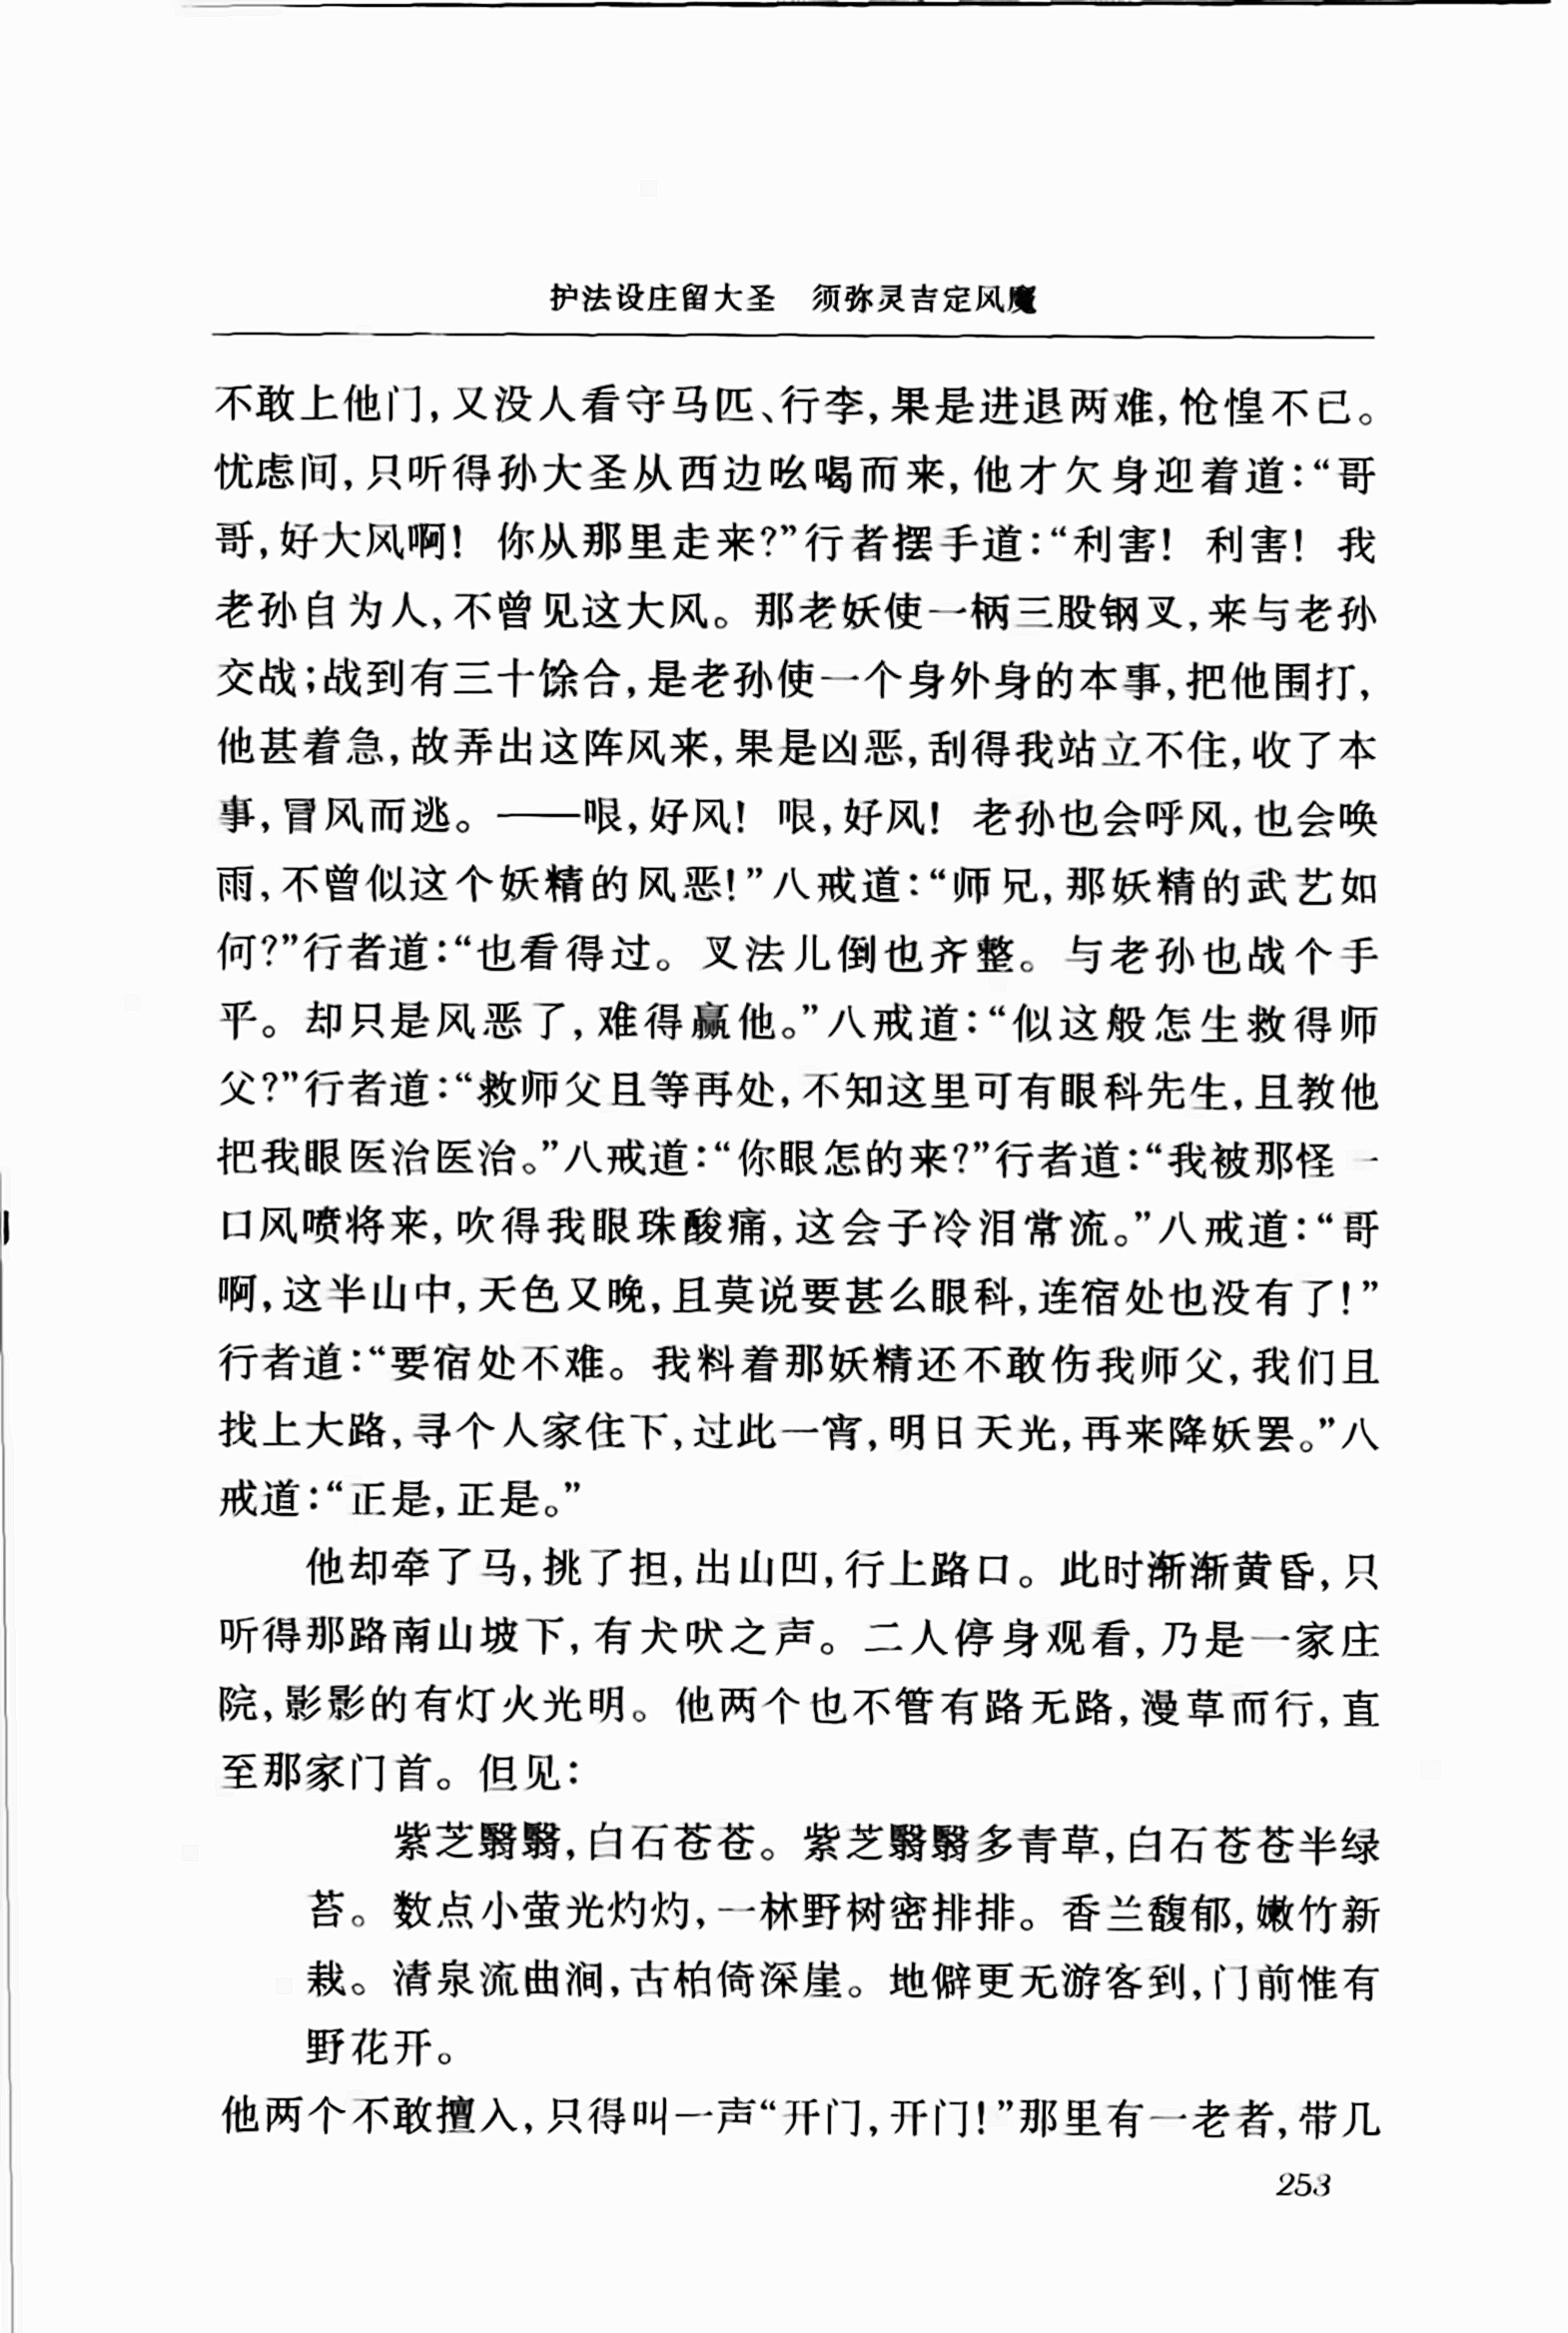 护法设庄留大圣　须弥灵吉定风魔
不敢上他门,又没人看守马匹、行李,果是进退两难,怆惶不已。
忧虑间,只听得孙大圣从西边吆喝而来,他才欠身迎着道:“哥
哥,好大风啊!你从那里走来?”行者摆手道:“利害!利害!我
老孙自为人,不曾见这大风。那老妖使一柄三股钢叉,来与老孙
交战;战到有三十馀合,是老孙使一个身外身的本事,把他围打,
他甚着急,故弄出这阵风来,果是凶恶,刮得我站立不住,收了本
事,冒风而逃。——哏,好风!哏,好风!老孙也会呼风,也会唤
雨,不曾似这个妖精的风恶!”八戒道:“师兄,那妖精的武艺如
何?”行者道:“也看得过。叉法儿倒也齐整。与老孙也战个手
平。却只是风恶了,难得赢他。”八戒道:“似这般怎生救得师
父?”行者道:“救师父且等再处,不知这里可有眼科先生,且教他
把我眼医治医治。”八戒道:“你眼怎的来?”行者道:“我被那怪一
口风喷将来,吹得我眼珠酸痛,这会子冷泪常流。”八戒道:“哥
啊,这半山中,天色又晚,且莫说要甚么眼科,连宿处也没有了!”
行者道:“要宿处不难。我料着那妖精还不敢伤我师父,我们且
找上大路,寻个人家住下,过此一宵,明日天光,再来降妖罢。”八
戒道:“正是,正是。”
他却牵了马,挑了担,出山凹,行上路口。此时渐渐黄昏,只
听得那路南山坡下,有犬吠之声。二人停身观看,乃是一家庄
院,影影的有灯火光明。他两个也不管有路无路,漫草而行,直
至那家门首。但见:
紫芝翳翳,白石苍苍。紫芝翳翳多青草,白石苍苍半绿
苔。数点小萤光灼灼,一林野树密排排。香兰馥郁,嫩竹新
栽。清泉流曲涧,古柏倚深崖。地僻更无游客到,门前惟有
野花开。
他两个不敢擅入,只得叫一声“开门,开门!”那里有一老者,带几
253